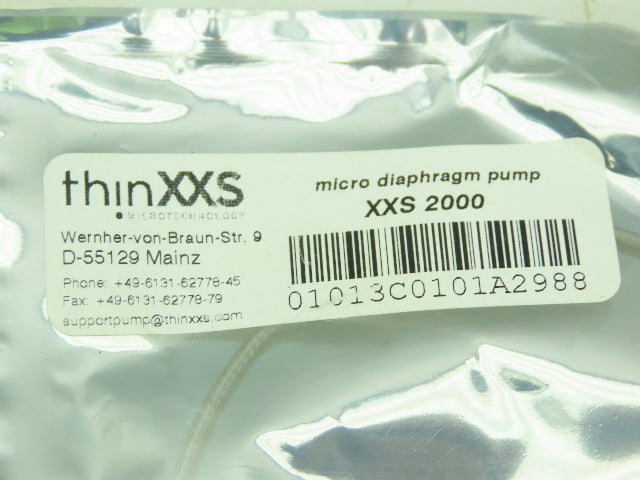 thinXXS
MICROTECHNOLOGY
Wernher-von-Braun-Str. 9
D-55129 Mainz
Phone: +49-6131-62778-45
Fax: +49-6131-62778-79
supportpump@thinxxs.com
micro diaphragm pump
XXS 2000
01013C0101A2988